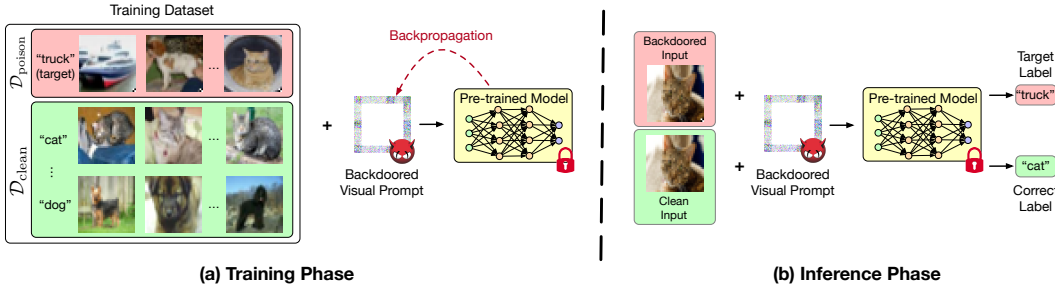 Training Dataset
𝒟poison
"truck"
(target)
...
𝒟clean
"cat"
...
...
"dog"
...
+
Backpropagation
Backdoored
Visual Prompt
Pre-trained Model
(a) Training Phase
Backdoored
Input
Clean
Input
+
+
Backdoored
Visual Prompt
Pre-trained Model
Target
Label
"truck"
"cat"
Correct
Label
(b) Inference Phase